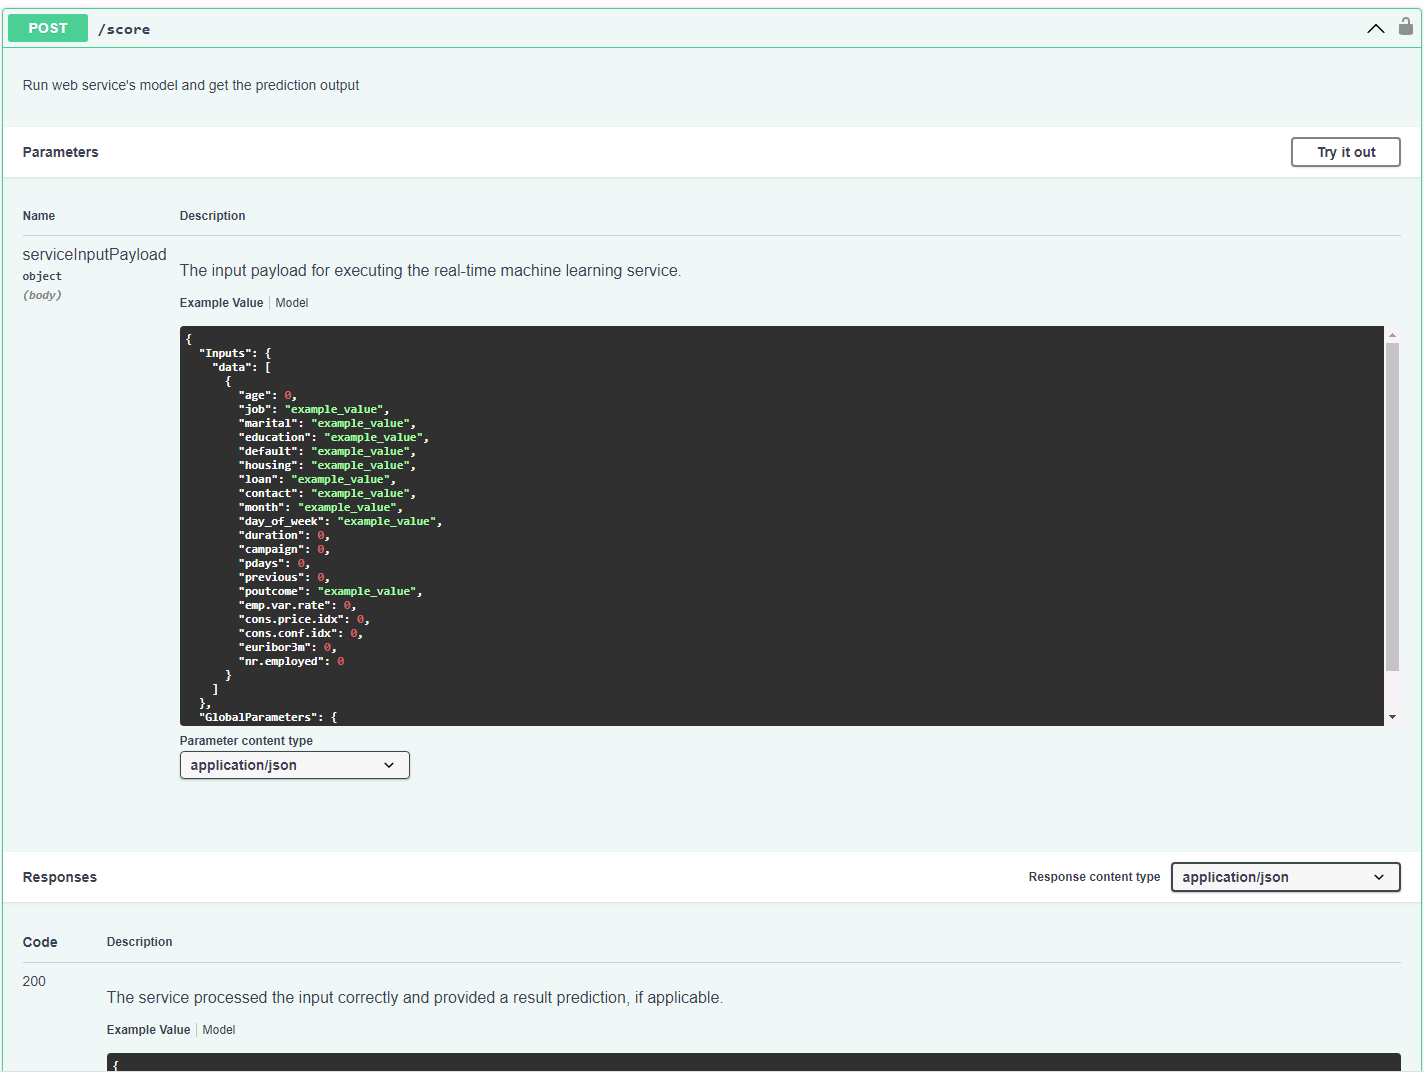 POST /score
Run web service's model and get the prediction output
Parameters
Try it out
Name Description
serviceInputPayload
object
(body)
The input payload for executing the real-time machine learning service.
Example Value Model
{
"Inputs": {
"data": [
{
"age": 0,
"job": "example_value",
"marital": "example_value",
"education": "example_value",
"default": "example_value",
"housing": "example_value",
"loan": "example_value",
"contact": "example_value",
"month": "example_value",
"day_of_week": "example_value",
"duration": 0,
"campaign": 0,
"pdays": 0,
"previous": 0,
"poutcome": "example_value",
"emp.var.rate": 0,
"cons.price.idx": 0,
"cons.conf.idx": 0,
"euribor3m": 0,
"nr.employed": 0
}
]
},
"GlobalParameters": {
Parameter content type
application/json
Responses
Response content type application/json
Code Description
200
The service processed the input correctly and provided a result prediction, if applicable.
Example Value Model
{